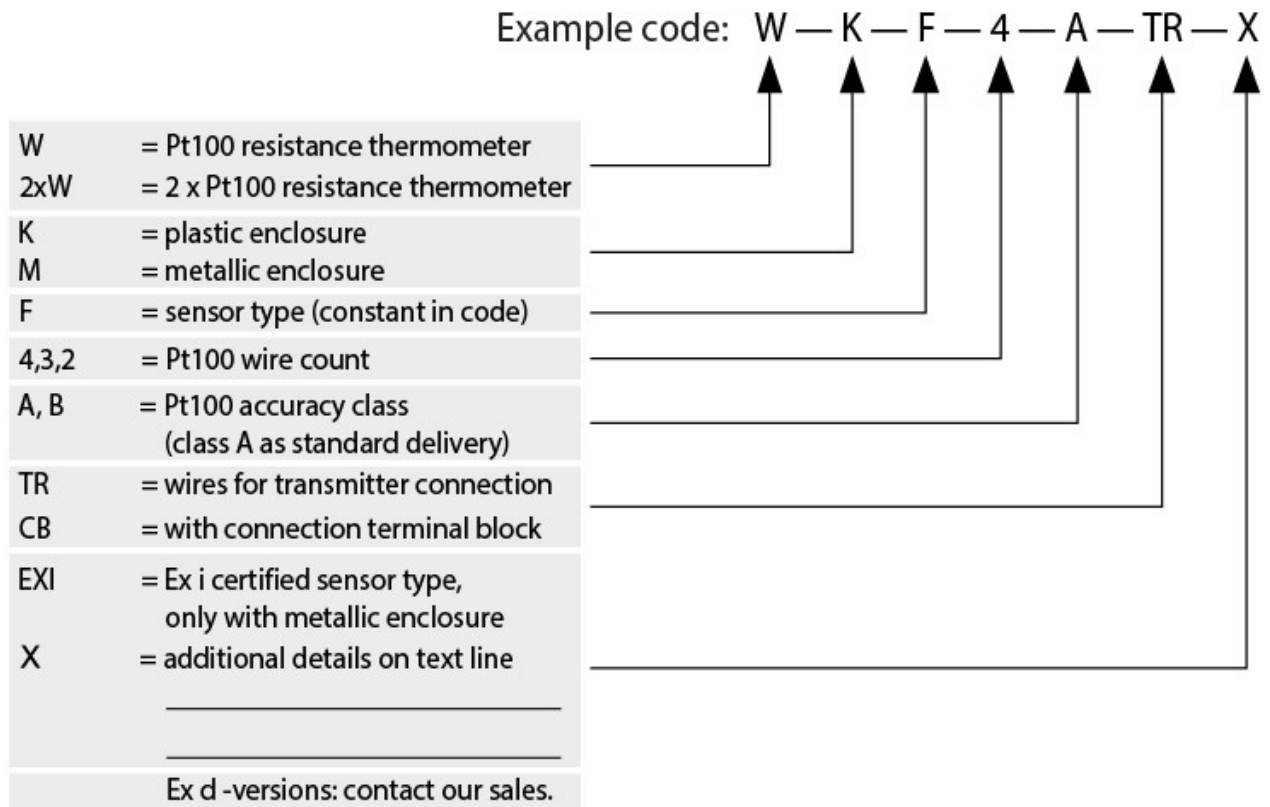 Example code: W — K — F — 4 — A — TR — X
W = Pt100 resistance thermometer
2xW = 2 x Pt100 resistance thermometer
K = plastic enclosure
M = metallic enclosure
F = sensor type (constant in code)
4,3,2 = Pt100 wire count
A, B = Pt100 accuracy class
(class A as standard delivery)
TR = wires for transmitter connection
CB = with connection terminal block
EXI = Ex i certified sensor type,
only with metallic enclosure
X = additional details on text line
Ex d -versions: contact our sales.